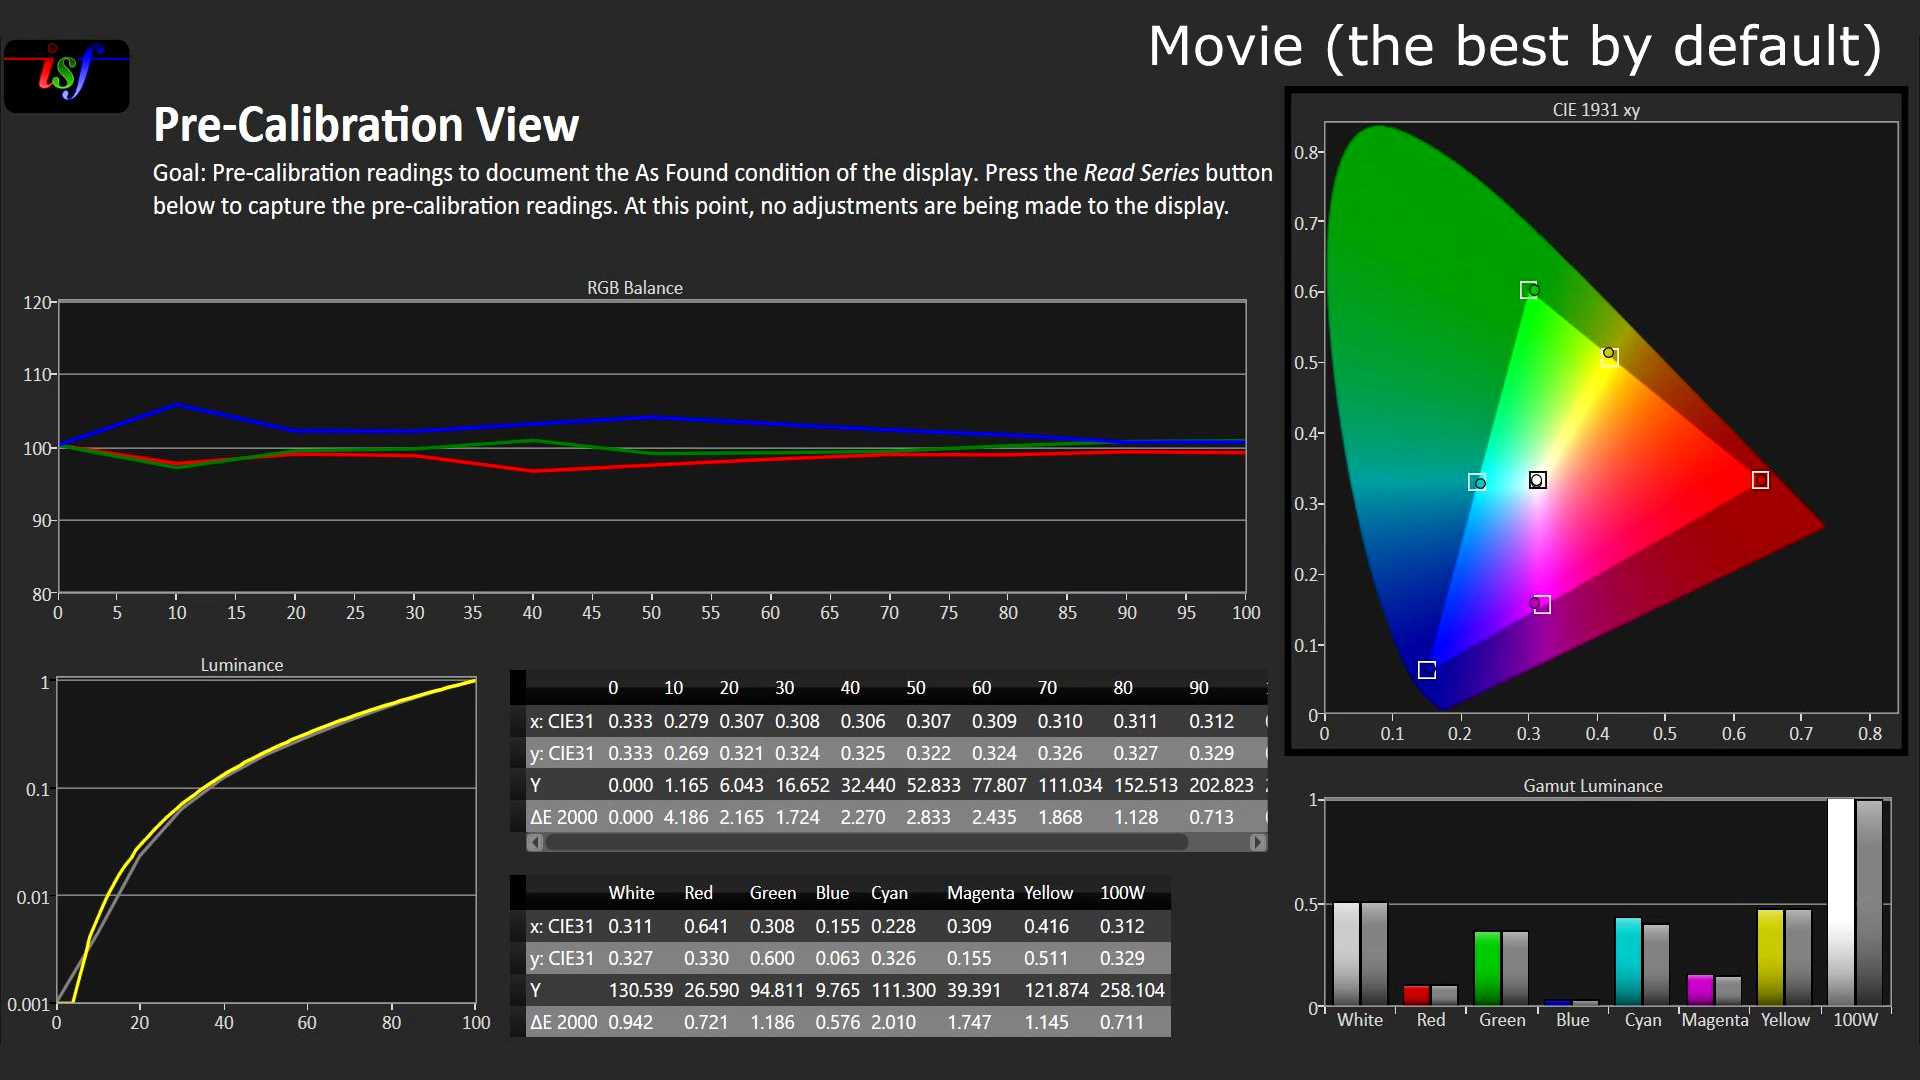 Movie (the best by default)
isf
Pre-Calibration View
Goal: Pre-calibration readings to document the As Found condition of the display. Press the Read Series button
below to capture the pre-calibration readings. At this point, no adjustments are being made to the display.
RGB Balance
120
110
100
90
80
0 5 10 15 20 25 30 35 40 45 50 55 60 65 70 75 80 85 90 95 100
CIE 1931 xy
0.8
0.7
0.6
0.5
0.4
0.3
0.2
0.1
0
0 0.1 0.2 0.3 0.4 0.5 0.6 0.7 0.8
Luminance
1
0.1
0.01
0.001
0 20 40 60 80 100
0 10 20 30 40 50 60 70 80 90
x: CIE31 0.333 0.279 0.307 0.308 0.306 0.307 0.309 0.310 0.311 0.312
y: CIE31 0.333 0.269 0.321 0.324 0.325 0.322 0.324 0.326 0.327 0.329
Y 0.000 1.165 6.043 16.652 32.440 52.833 77.807 111.034 152.513 202.823
ΔE 2000 0.000 4.186 2.165 1.724 2.270 2.833 2.435 1.868 1.128 0.713
White Red Green Blue Cyan Magenta Yellow 100W
x: CIE31 0.311 0.641 0.308 0.155 0.228 0.309 0.416 0.312
y: CIE31 0.327 0.330 0.600 0.063 0.326 0.155 0.511 0.329
Y 130.539 26.590 94.811 9.765 111.300 39.391 121.874 258.104
ΔE 2000 0.942 0.721 1.186 0.576 2.010 1.747 1.145 0.711
Gamut Luminance
1
0.5
0
White Red Green Blue Cyan Magenta Yellow 100W